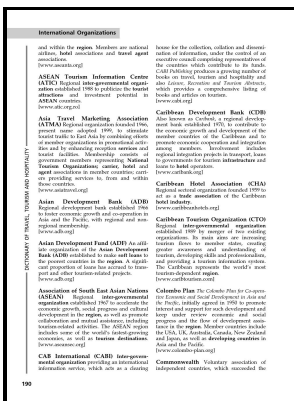 International Organizations
and within the region. Members are national
airlines, hotel associations and travel agent
associations.
[www.aseanta.org]
ASEAN Tourism Information Centre
(ATIC) Regional inter-governmental organi-
zation established 1988 to publicize the tourist
attractions and investment potential in
ASEAN countries.
[www.atic.org.cn]
Asia Travel Marketing Association
(ATMA) Regional organization founded 1966,
present name adopted 1999, to stimulate
tourist traffic to East Asia by combining efforts
of member organizations in promotional activi-
ties and by enhancing reception services and
tourist facilities. Membership consists of
Government members representing National
Tourism Organizations; carrier, hotel and
agent associations in member countries; carri-
ers providing services to, from and within
those countries.
[www.asiatravel.org]
Asian Development Bank (ADB)
Regional development bank established 1966
to foster economic growth and co-operation in
Asia and the Pacific, with regional and non-
regional membership.
[www.adb.org]
Asian Development Fund (ADF) An affili-
ate organization of the Asian Development
Bank (ADB) established to make soft loans to
the poorest countries in the region. A signifi-
cant proportion of loans has accrued to trans-
port and other tourism-related projects.
[www.adb.org]
Association of South East Asian Nations
(ASEAN) Regional inter-governmental
organization established 1967 to accelerate the
economic growth, social progress and cultural
development in the region, as well as promote
collaboration and mutual assistance, including
tourism-related activities. The ASEAN region
includes some of the world's fastest-growing
economies, as well as tourism destinations.
[www.aseansec.org]
CAB International (CABI) Inter-govern-
mental organization providing an international
information service, which acts as a clearing
house for the collection, collation and dissemi-
nation of information, under the control of an
executive council comprising representatives of
the countries which contribute to its funds.
CABI Publishing produces a growing number of
books on travel, tourism and hospitality and
also Leisure, Recreation and Tourism Abstracts,
which provides a comprehensive listing of
books and articles on tourism.
[www.cabi.org]
Caribbean Development Bank (CDB)
Also known as Caribank, a regional develop-
ment bank established 1970, to contribute to
the economic growth and development of the
member countries of the Caribbean and to
promote economic cooperation and integration
among members. Involvement includes
regional integration projects in transport, loans
to governments for tourism infrastructure and
also to hotel operators.
[www.caribank.org]
Caribbean Hotel Association (CHA)
Regional sectoral organization founded 1959 to
act as a trade association of the Caribbean
hotel industry.
[www.caribbeanhotels.org]
Caribbean Tourism Organization (CTO)
Regional inter-governmental organization
established 1989 by merger of two existing
organizations. Its main aims are increasing
tourism flows to member states, creating
greater awareness and understanding of
tourism, developing skills and professionalism,
and providing a tourism information system.
The Caribbean represents the world's most
tourism-dependent region.
[www.caribtourism.com]
Colombo Plan The Colombo Plan for Co-opera-
tive Economic and Social Development in Asia and
the Pacific, initially agreed in 1950 to promote
interest and support for such development and
keep under review economic and social
progress and the flow of development assis-
tance in the region. Member countries include
the USA, UK, Australia, Canada, New Zealand
and Japan, as well as developing countries in
Asia and the Pacific.
[www.colombo-plan.org]
Commonwealth Voluntary association of
independent countries, which succeeded the
DICTIONARY OF TRAVEL, TOURISM AND HOSPITALITY
190